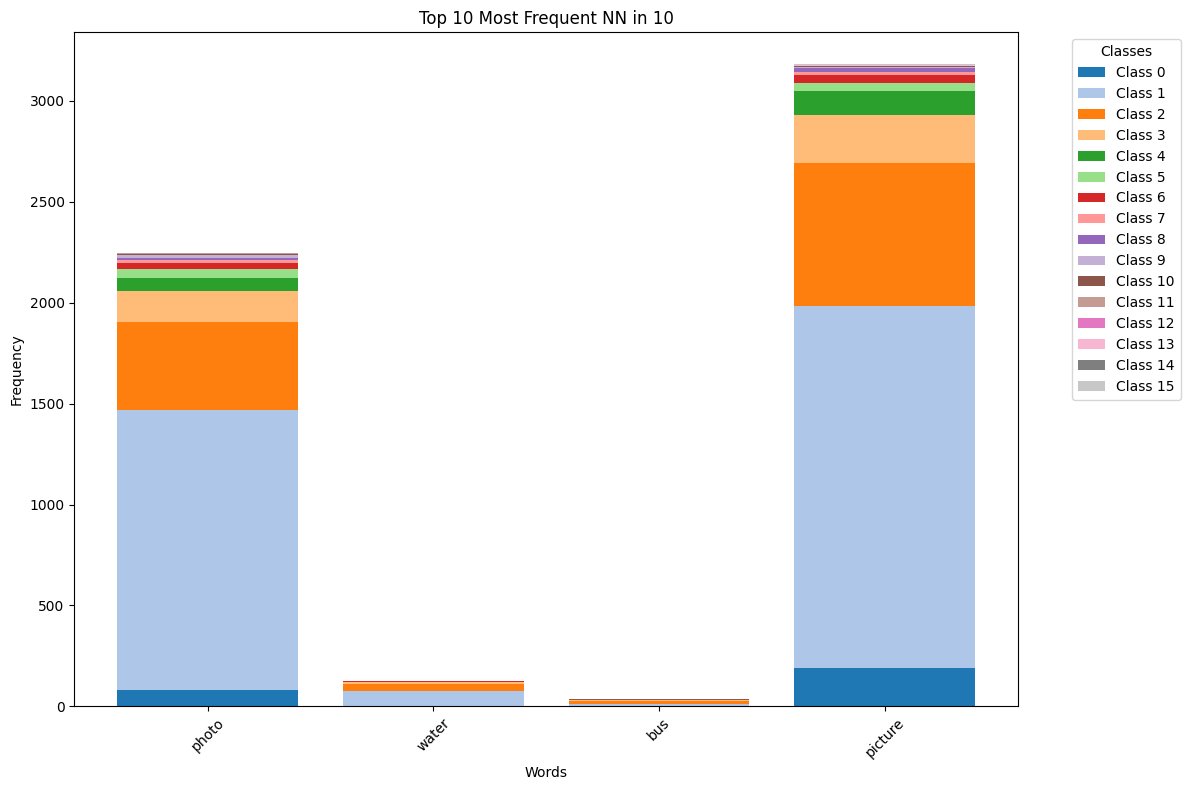 Top 10 Most Frequent NN in 10
Frequency
3000
2500
2000
1500
1000
500
0
photo
water
bus
picture
Words
Classes
Class 0
Class 1
Class 2
Class 3
Class 4
Class 5
Class 6
Class 7
Class 8
Class 9
Class 10
Class 11
Class 12
Class 13
Class 14
Class 15